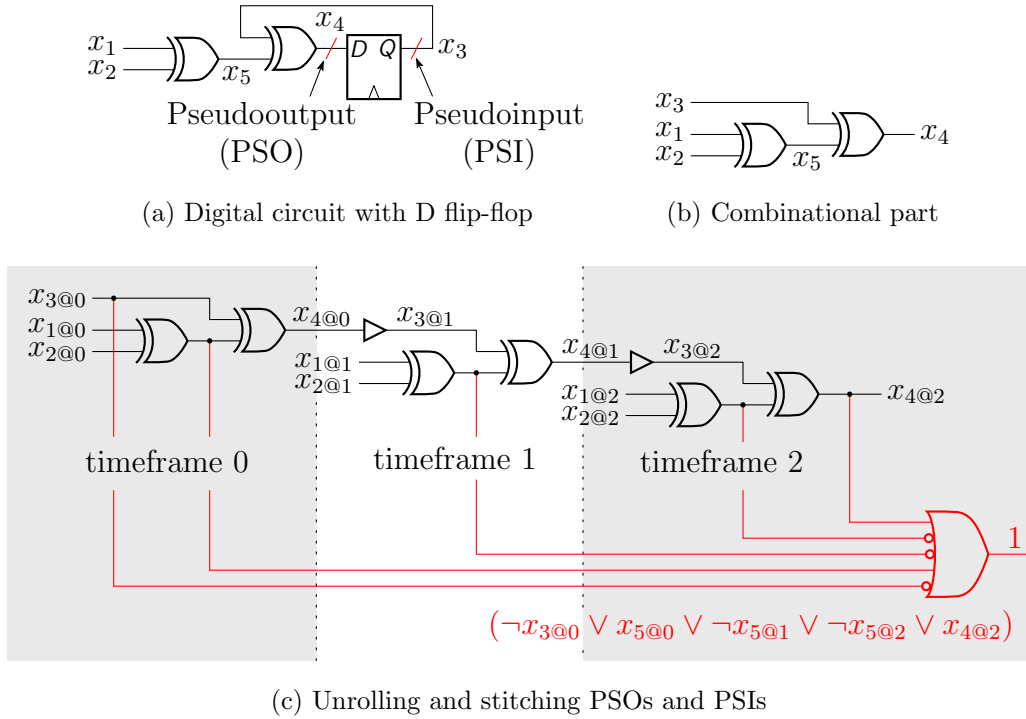 x₄
x₁
D Q
x₃
x₂
x₅
Pseudooutput Pseudoinput
(PSO) (PSI)
(a) Digital circuit with D flip-flop
x₃
x₁
x₄
x₂
x₅
(b) Combinational part
x₃@₀
x₁@₀
x₂@₀
x₄@₀
x₃@₁
x₁@₁
x₂@₁
x₄@₁
x₃@₂
x₁@₂
x₂@₂
x₄@₂
timeframe 0 timeframe 1 timeframe 2
1
(¬x₃@₀ ∨ x₅@₀ ∨ ¬x₅@₁ ∨ ¬x₅@₂ ∨ x₄@₂)
(c) Unrolling and stitching PSOs and PSIs